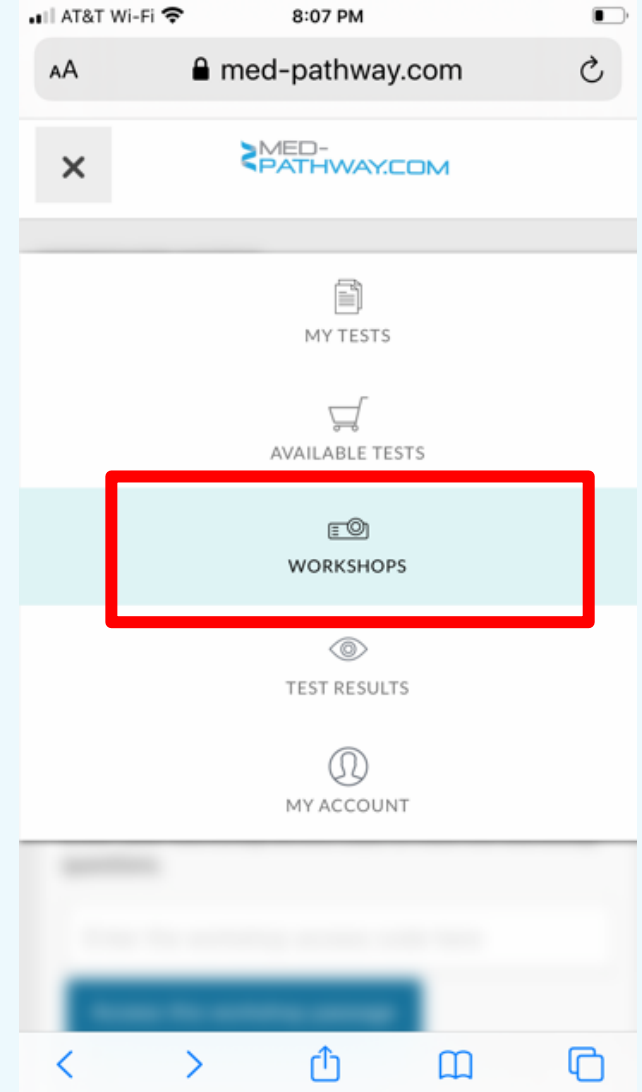 AT&T Wi-Fi 8:07 PM
AA med-pathway.com
MED-
PATHWAY.COM
MY TESTS
AVAILABLE TESTS
WORKSHOPS
TEST RESULTS
MY ACCOUNT